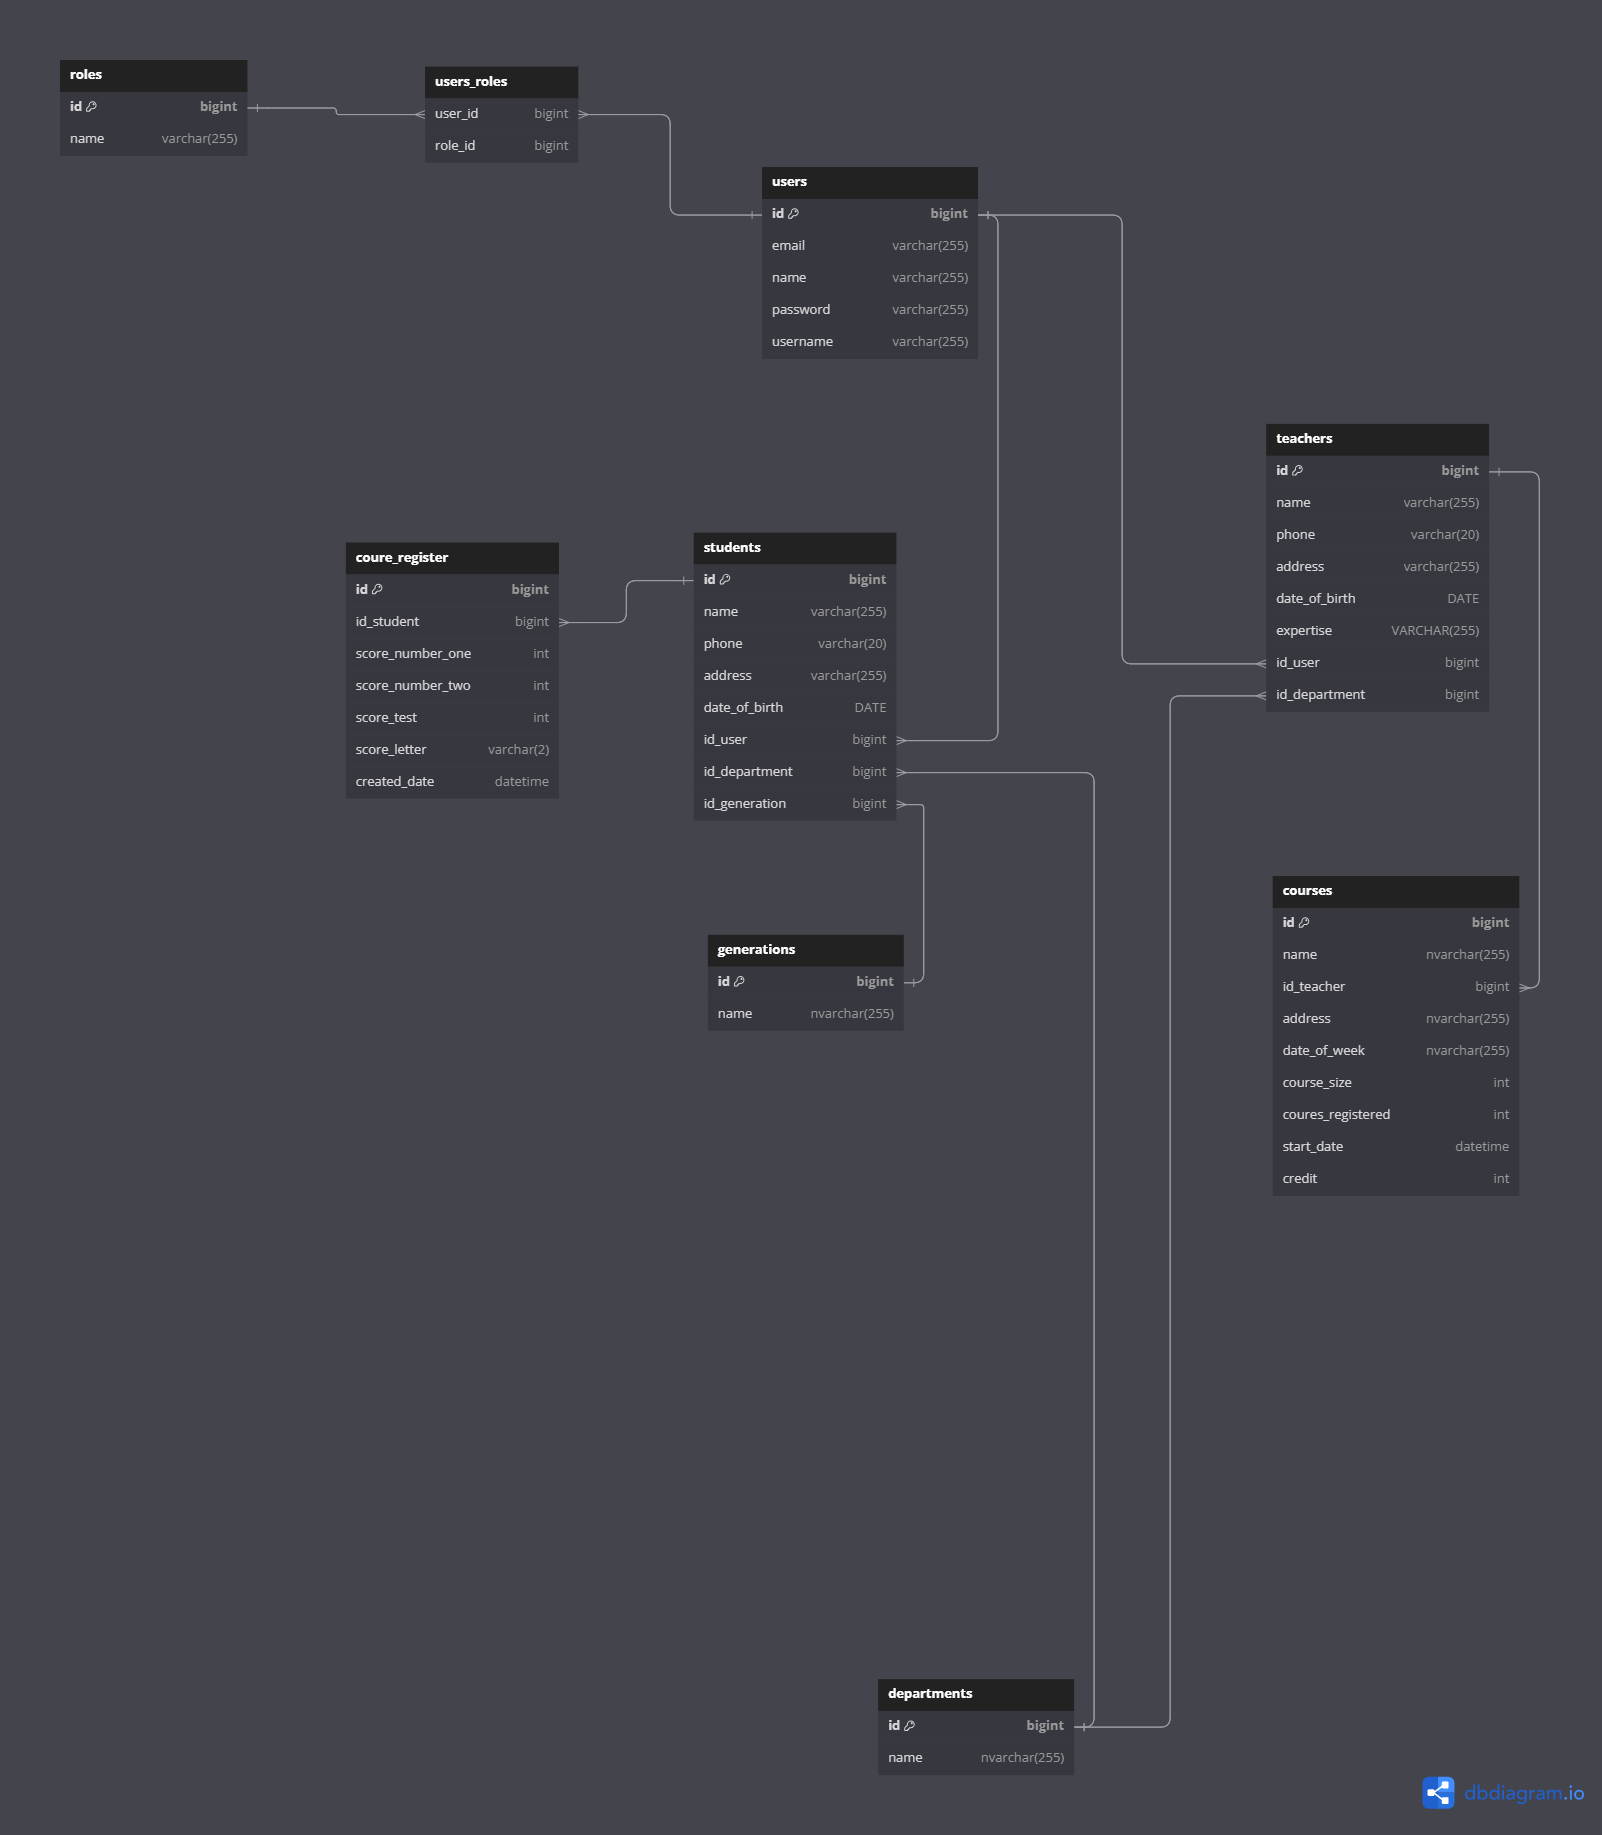 roles
id bigint
name varchar(255)
users_roles
user_id bigint
role_id bigint
users
id bigint
email varchar(255)
name varchar(255)
password varchar(255)
username varchar(255)
teachers
id bigint
name varchar(255)
phone varchar(20)
address varchar(255)
date_of_birth DATE
expertise VARCHAR(255)
id_user bigint
id_department bigint
coure_register
id bigint
id_student bigint
score_number_one int
score_number_two int
score_test int
score_letter varchar(2)
created_date datetime
students
id bigint
name varchar(255)
phone varchar(20)
address varchar(255)
date_of_birth DATE
id_user bigint
id_department bigint
id_generation bigint
courses
id bigint
name nvarchar(255)
id_teacher bigint
address nvarchar(255)
date_of_week nvarchar(255)
course_size int
coures_registered int
start_date datetime
credit int
generations
id bigint
name nvarchar(255)
departments
id bigint
name nvarchar(255)
dbdiagram.io